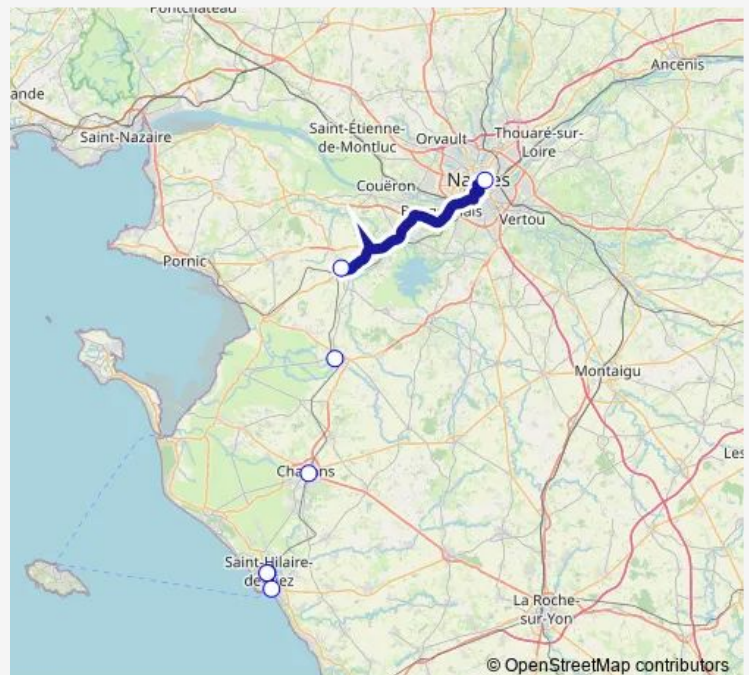 Pontchâteau
ande
Ancenis
Saint-Nazaire
Saint-Étienne-
de-Montluc
Orvault
Thouaré-sur-
Loire
Couëron
Vertou
Pornic
Montaigu
Les
Saint-Hilaire-
La Roche-
sur-Yon
© OpenStreetMap contributors